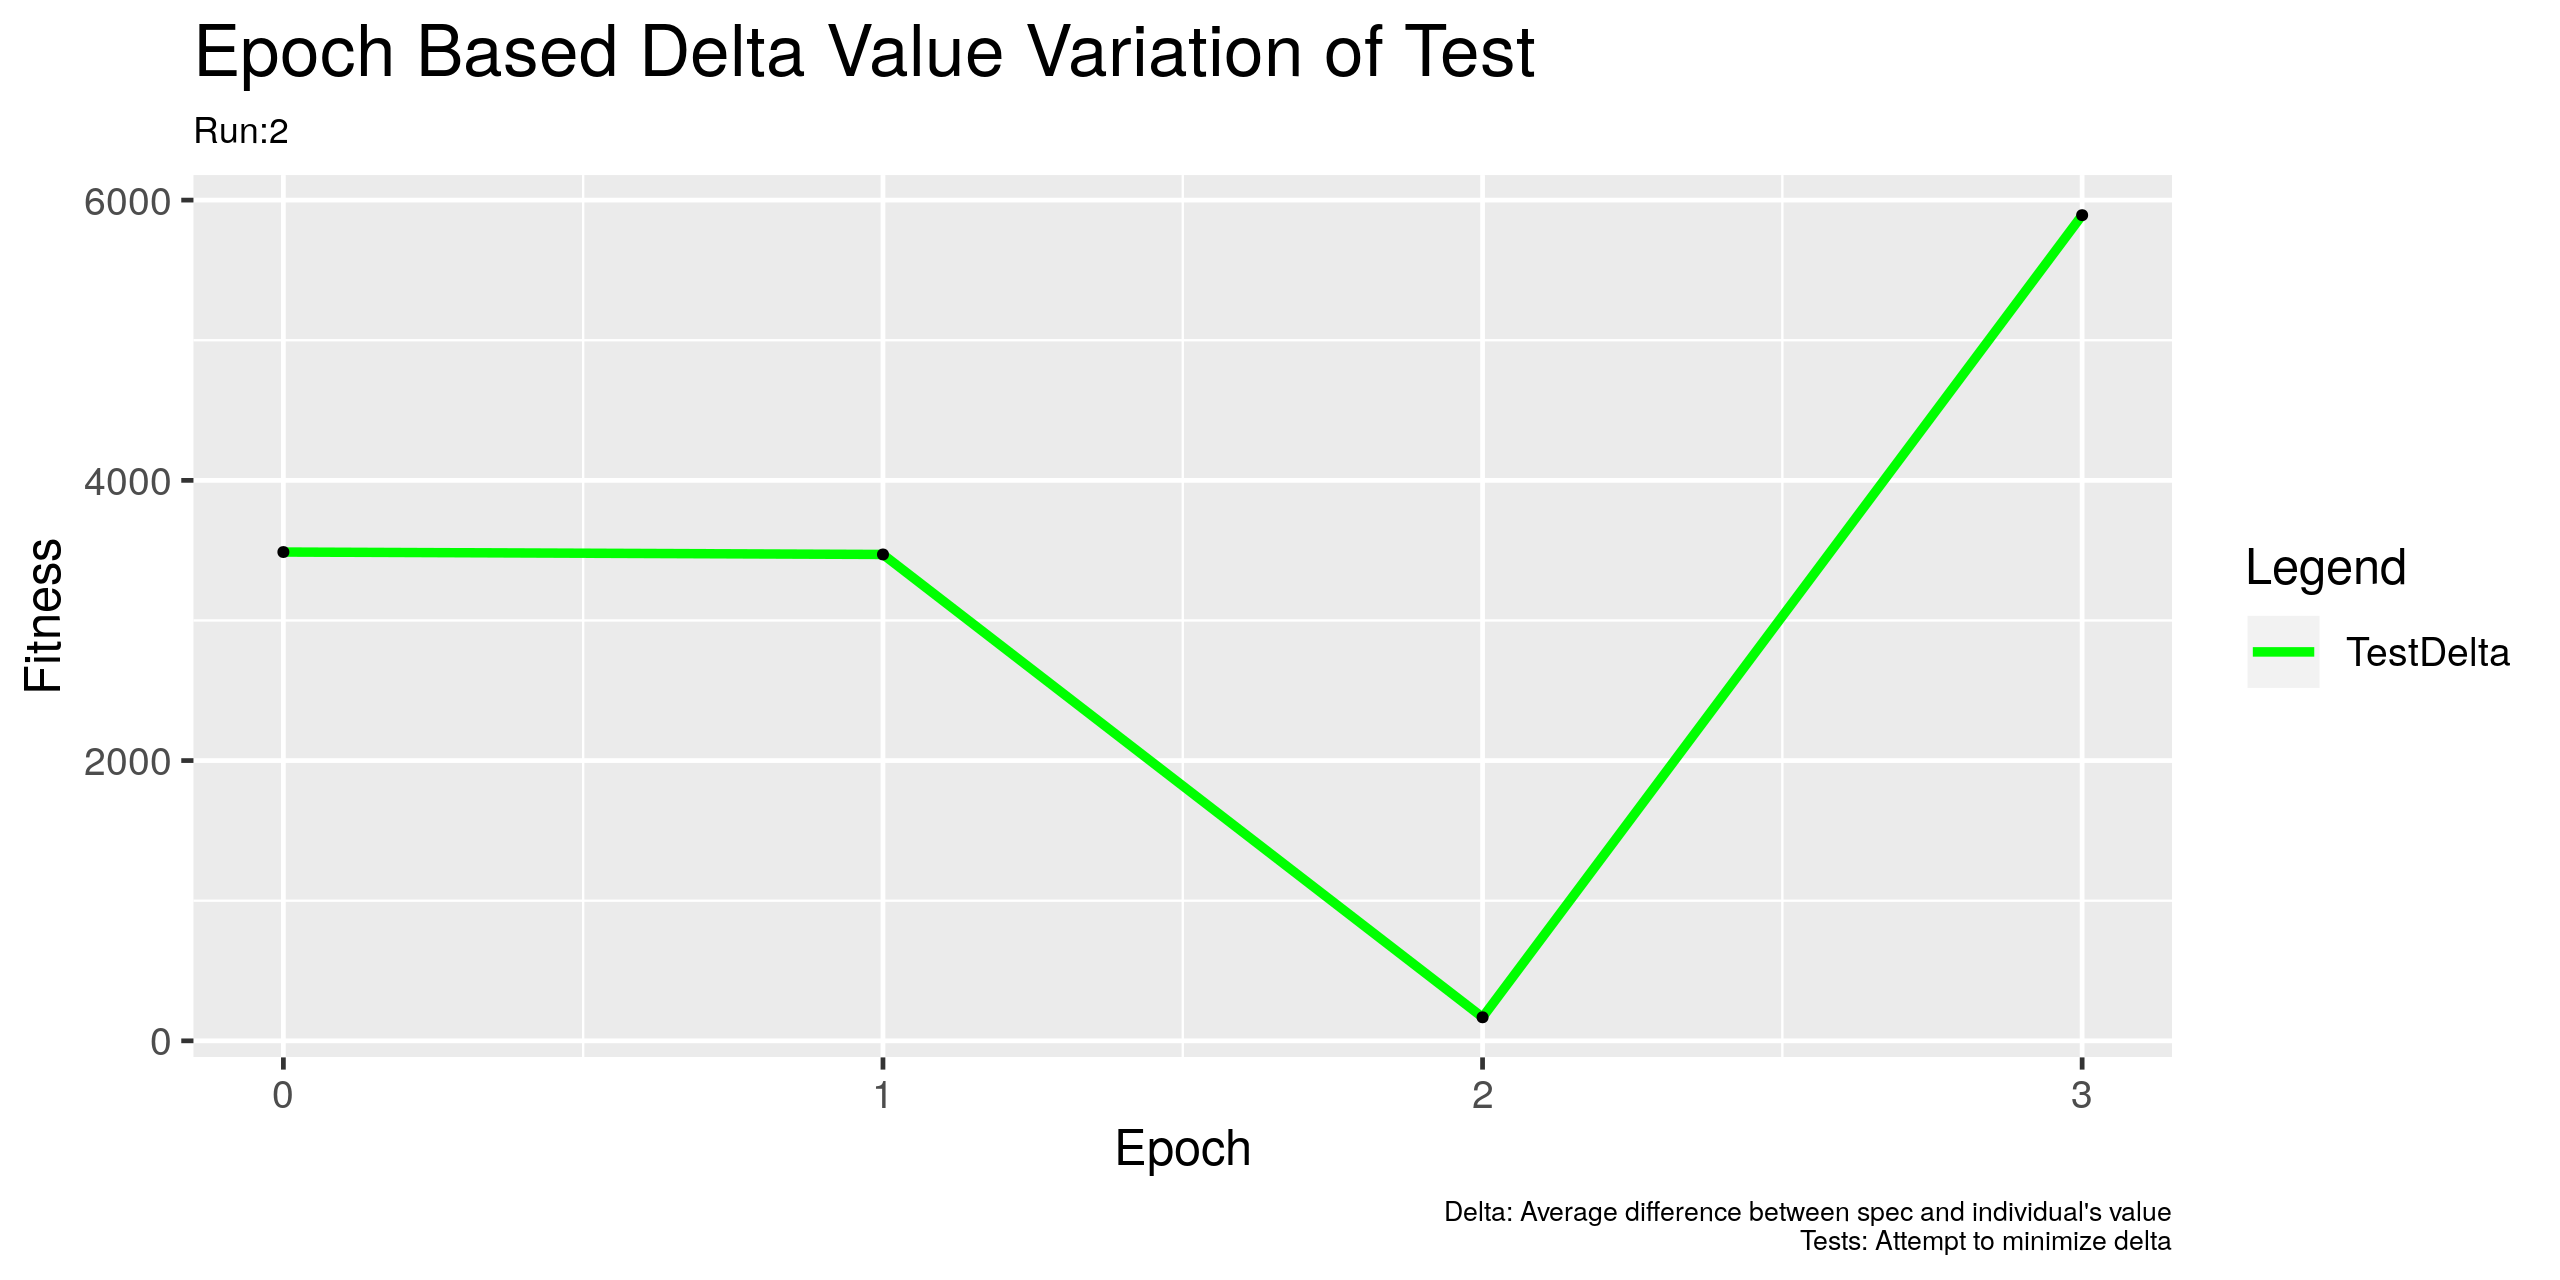 Epoch Based Delta Value Variation of Test
Run:2
6000
4000
2000
0
Fitness
0 1 2 3
Epoch
Legend
TestDelta
Delta: Average difference between spec and individual's value
Tests: Attempt to minimize delta